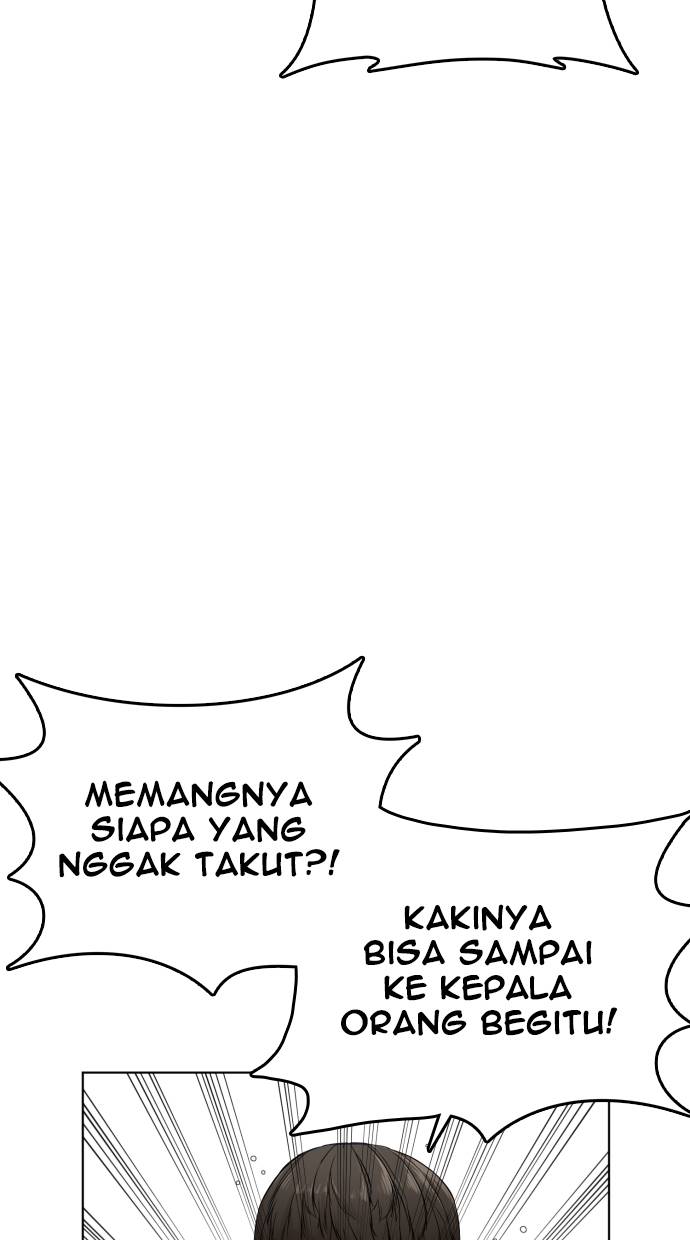 MEMANGNYA
SIAPA YANG
NGGAK TAKUT?!
KAKINYA
BISA SAMPAI
KE KEPALA
ORANG BEGITU!